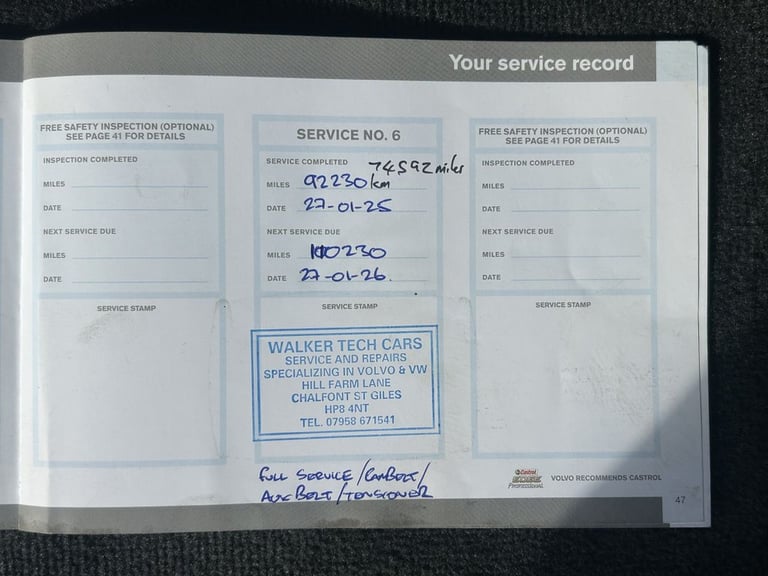 Your service record
FREE SAFETY INSPECTION (OPTIONAL)
SEE PAGE 41 FOR DETAILS
INSPECTION COMPLETED
MILES
DATE
NEXT SERVICE DUE
MILES
DATE
SERVICE STAMP
SERVICE NO. 6
SERVICE COMPLETED 74592 miles
MILES 92230 km
DATE 27-01-25
NEXT SERVICE DUE
MILES 110230
DATE 27-01-26.
SERVICE STAMP
WALKER TECH CARS
SERVICE AND REPAIRS
SPECIALIZING IN VOLVO & VW
HILL FARM LANE
CHALFONT ST GILES
HP8 4NT
TEL. 07958 671541
FULL SERVICE / CAMBELT /
AUX BELT / TENSIONER
FREE SAFETY INSPECTION (OPTIONAL)
SEE PAGE 41 FOR DETAILS
INSPECTION COMPLETED
MILES
DATE
NEXT SERVICE DUE
MILES
DATE
SERVICE STAMP
Castrol
EDGE
Professional
VOLVO RECOMMENDS CASTROL
47